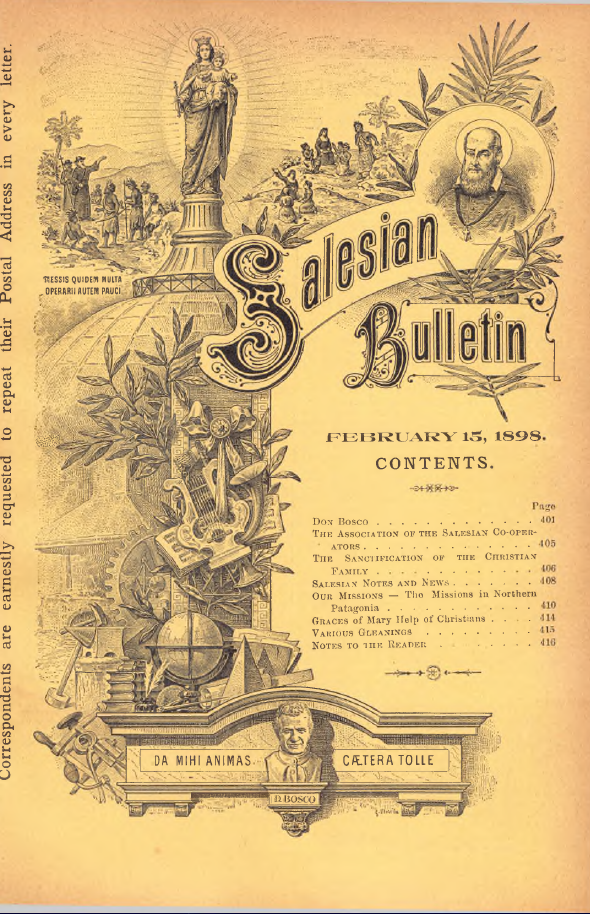 Correspondents are earnestly requested to repeat their Postal Address in every letter.
MESSIS QUIDEM MULTA
OPERARII AUTEM PAUCI.
Salesian
Bulletin
FEBRUARY 15, 1898.
CONTENTS.
Page
DON BOSCO . . . . . . . . . . . . 401
THE ASSOCIATION OF THE SALESIAN CO-OPER-
ATORS . . . . . . . . . . . . . 405
THE SANCTIFICATION OF THE CHRISTIAN
FAMILY . . . . . . . . . . . . 406
SALESIAN NOTES AND NEWS . . . . . . . 408
OUR MISSIONS — The Missions in Northern
Patagonia . . . . . . . . . . . 410
GRACES of Mary Help of Christians . . . . 414
VARIOUS GLEANINGS . . . . . . . . . 415
NOTES TO THE READER . . . . . . . . 416
DA MIHI ANIMAS
CÆTERA TOLLE
D. BOSCO